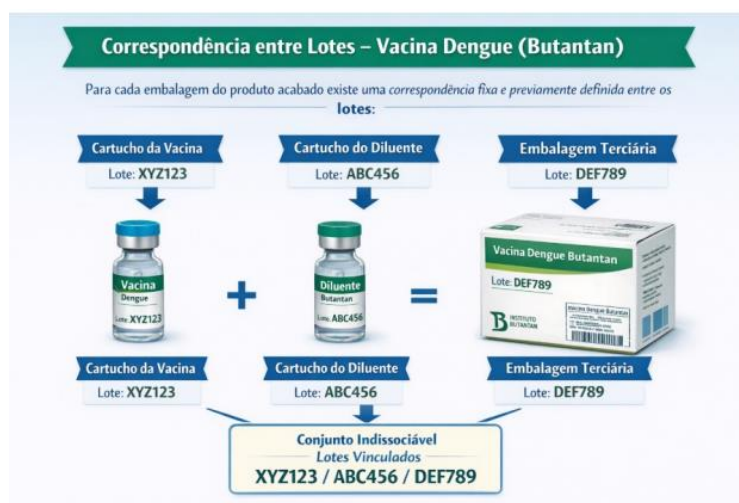 Correspondência entre Lotes – Vacina Dengue (Butantan)
Para cada embalagem do produto acabado existe uma correspondência fixa e previamente definida entre os
lotes:
Cartucho da Vacina
Lote: XYZ123
Cartucho do Diluente
Lote: ABC456
Embalagem Terciária
Lote: DEF789
Vacina
Dengue
Lote XYZ123
+
Diluente
Butantan
ABC456
=
Vacina Dengue Butantan
Lote: DEF789
INSTITUTO
BUTANTAN
Vacina Dengue Butantan
Cartucho da Vacina
Lote: XYZ123
Cartucho do Diluente
Lote: ABC456
Embalagem Terciária
Lote: DEF789
Conjunto Indissociável
Lotes Vinculados
XYZ123 / ABC456 / DEF789